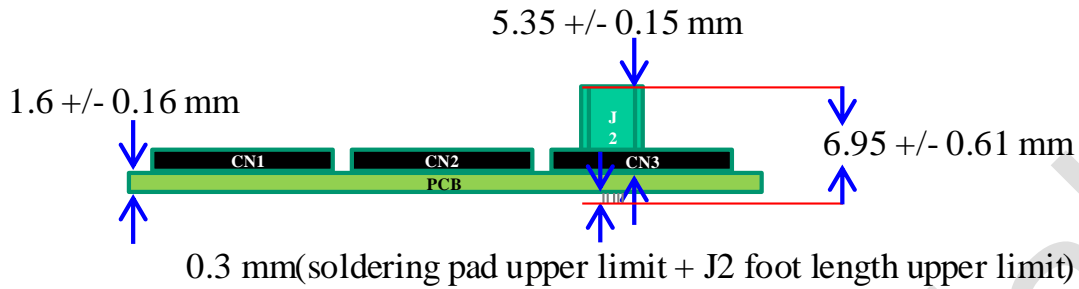 5.35 +/- 0.15 mm
1.6 +/- 0.16 mm
J
2
6.95 +/- 0.61 mm
CN1 CN2 CN3
PCB
0.3 mm(soldering pad upper limit + J2 foot length upper limit)